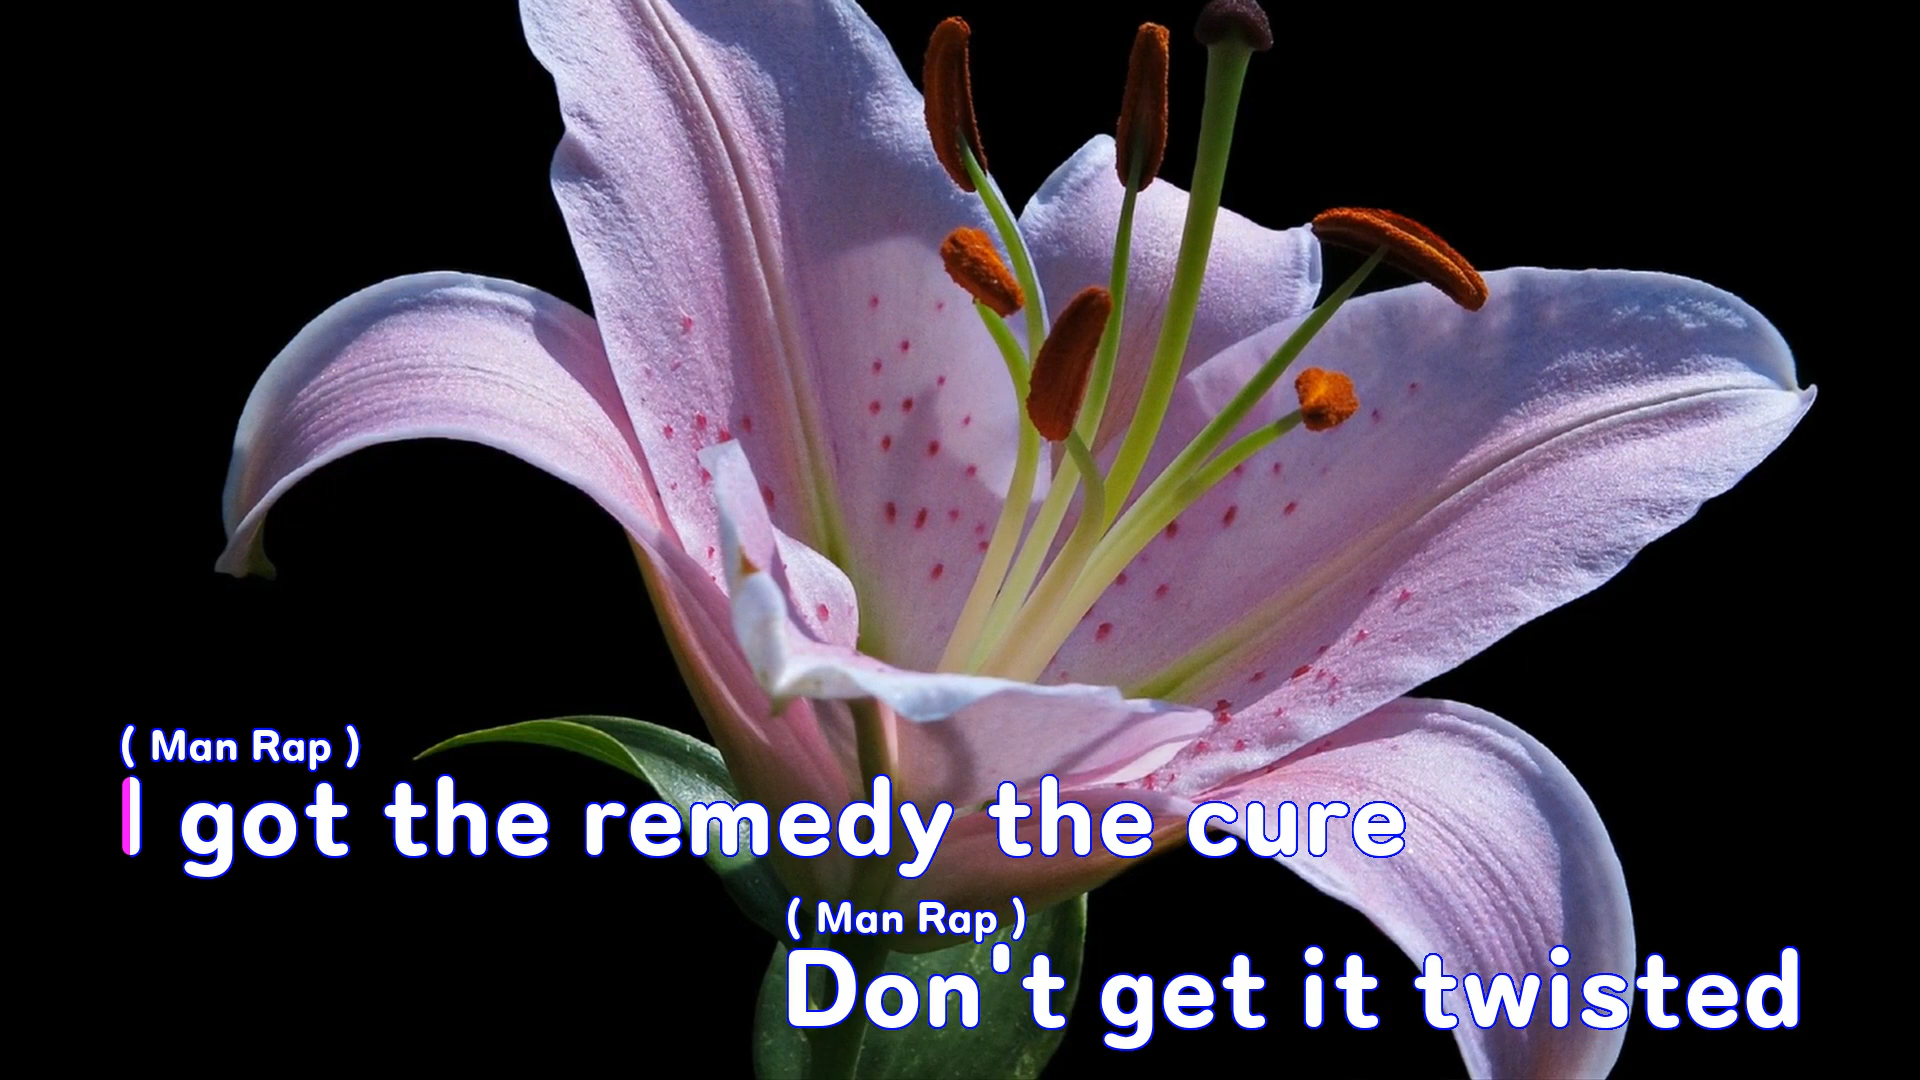 ( Man Rap )
I got the remedy the cure
( Man Rap )
Don't get it twisted